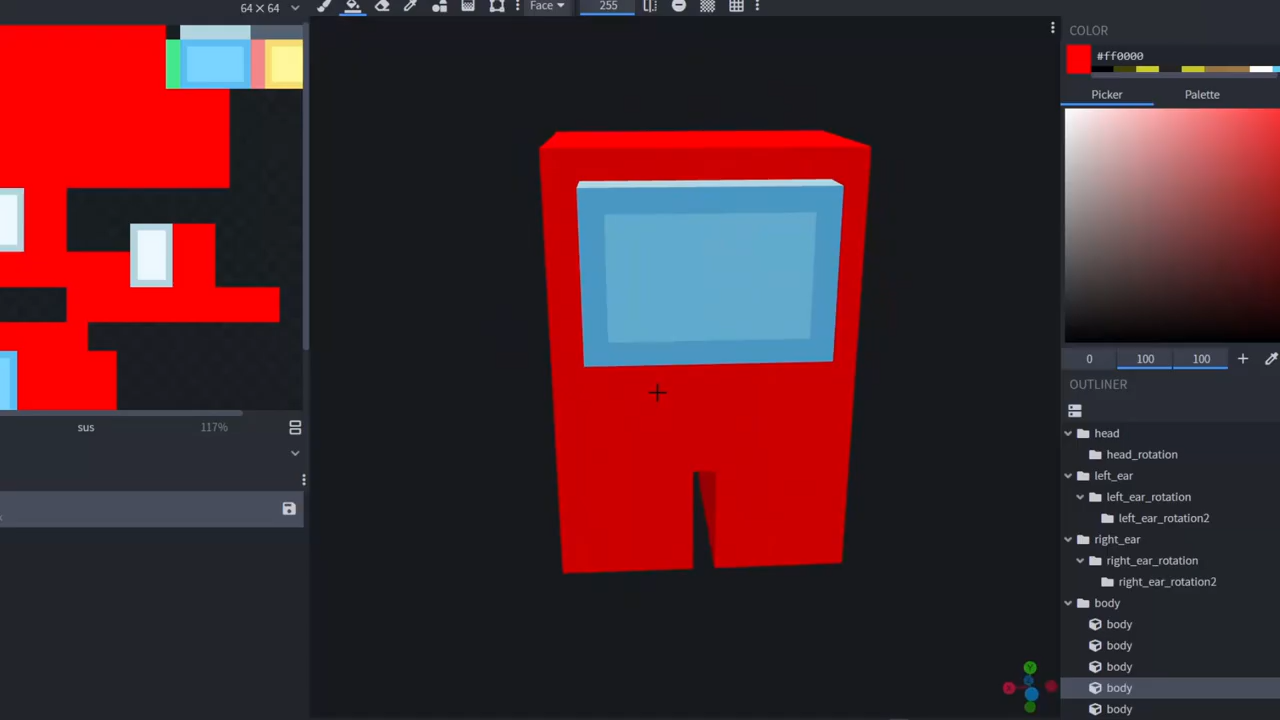 64 × 64
Face
255
COLOR
#ff0000
Picker
Palette
0
100
100
OUTLINER
head
head_rotation
left_ear
left_ear_rotation
left_ear_rotation2
right_ear
right_ear_rotation
right_ear_rotation2
body
body
body
body
body
body
sus
117%
Y
X